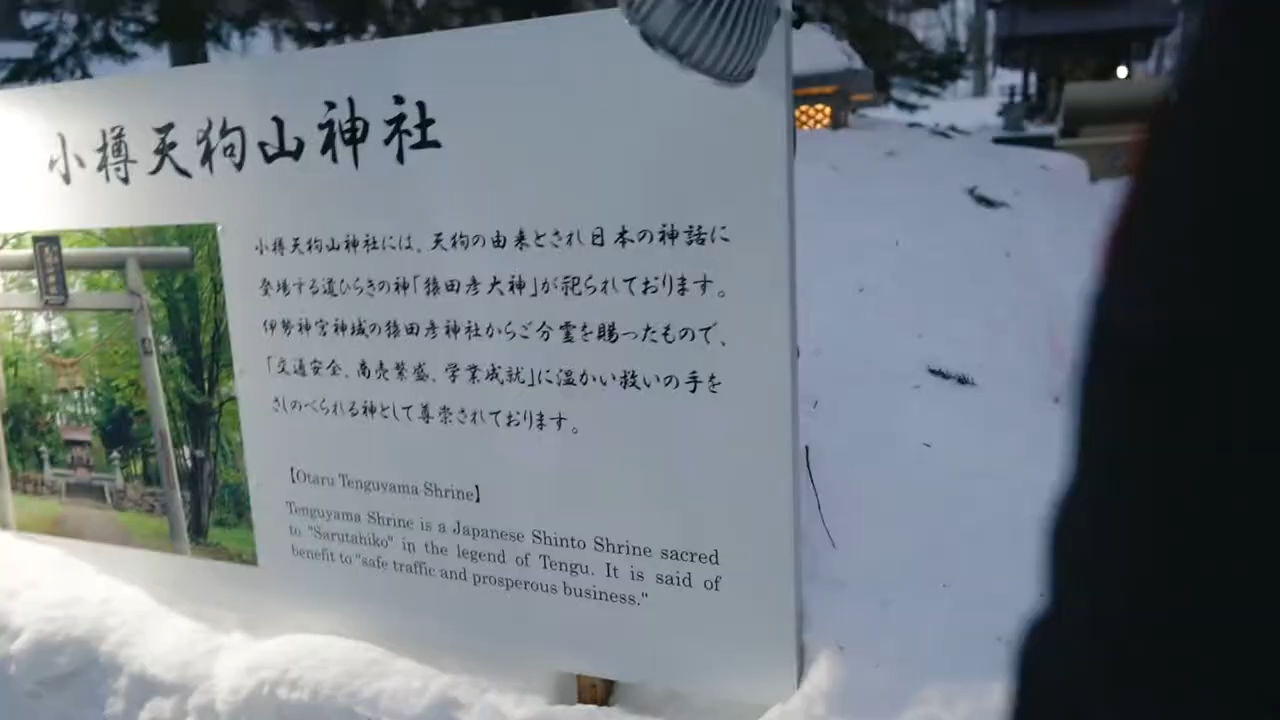 小樽天狗山神社
小樽天狗山神社には、天狗の由来とされ日本の神話に
登場する道ひらきの神「猿田彦大神」が祀られております。
伊勢神宮神域の猿田彦神社からご分霊を賜ったもので、
「交通安全、商売繁盛、学業成就」に温かい救いの手を
さしのべられる神として尊崇されております。
【Otaru Tenguyama Shrine】
Tenguyama Shrine is a Japanese Shinto Shrine sacred
to "Sarutahiko" in the legend of Tengu. It is said of
benefit to "safe traffic and prosperous business."